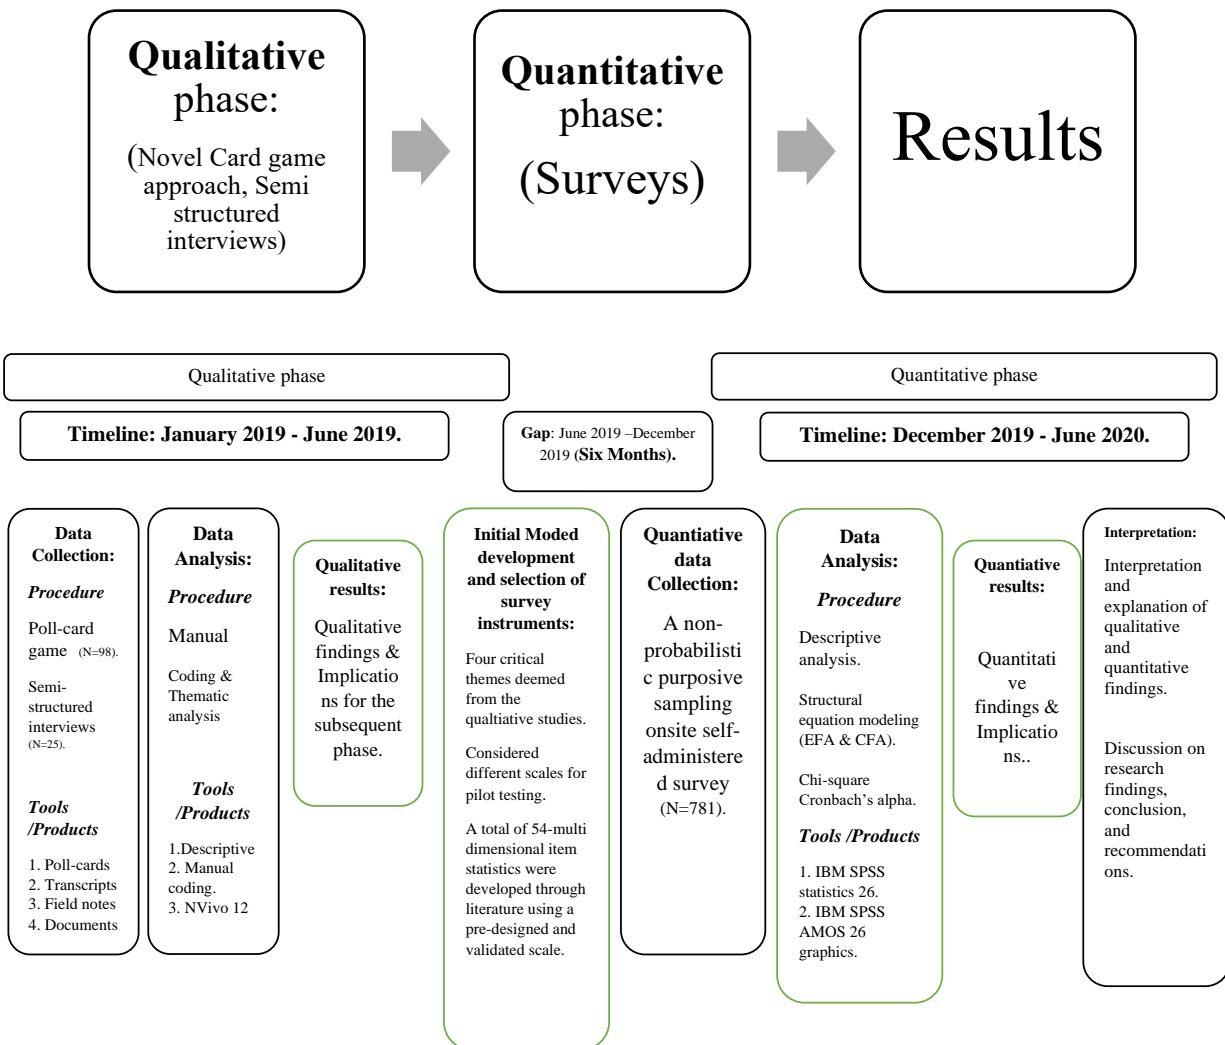 Qualitative
phase:
(Novel Card game
approach, Semi
structured
interviews)
Quantitative
phase:
(Surveys)
Results
Qualitative phase
Quantitative phase
Timeline: January 2019 - June 2019.
Gap: June 2019 –December
2019 (Six Months).
Timeline: December 2019 - June 2020.
Data
Collection:
Procedure
Poll-card
game (N=98).
Semi-
structured
interviews
(N=25).
Tools
/Products
1. Poll-cards
2. Transcripts
3. Field notes
4. Documents
Data
Analysis:
Procedure
Manual
Coding &
Thematic
analysis
Tools
/Products
1.Descriptive
2. Manual
coding.
3. NVivo 12
Qualitative
results:
Qualitative
findings &
Implicatio
ns for the
subsequent
phase.
Initial Moded
development
and selection of
survey
instruments:
Four critical
themes deemed
from the
qualtiative studies.
Considered
different scales for
pilot testing.
A total of 54-multi
dimensional item
statistics were
developed through
literature using a
pre-designed and
validated scale.
Quantiative
data
Collection:
A non-
probabilisti
c purposive
sampling
onsite self-
administere
d survey
(N=781).
Data
Analysis:
Procedure
Descriptive
analysis.
Structural
equation modeling
(EFA & CFA).
Chi-square
Cronbach’s alpha.
Tools /Products
1. IBM SPSS
statistics 26.
2. IBM SPSS
AMOS 26
graphics.
Quantiative
results:
Quantitati
ve
findings &
Implicatio
ns..
Interpretation:
Interpretation
and
explanation of
qualitative
and
quantitative
findings.
Discussion on
research
findings,
conclusion,
and
recommendati
ons.